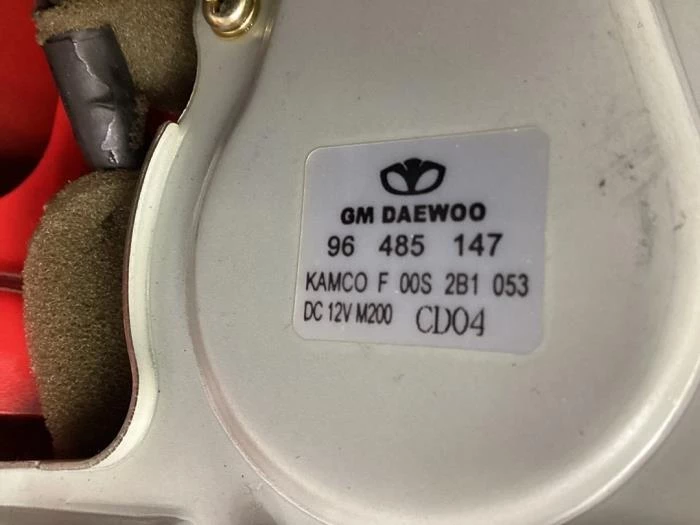 GM DAEWOO
96 485 147
KAMCO F 00S 2B1 053
DC 12V M200 CD04